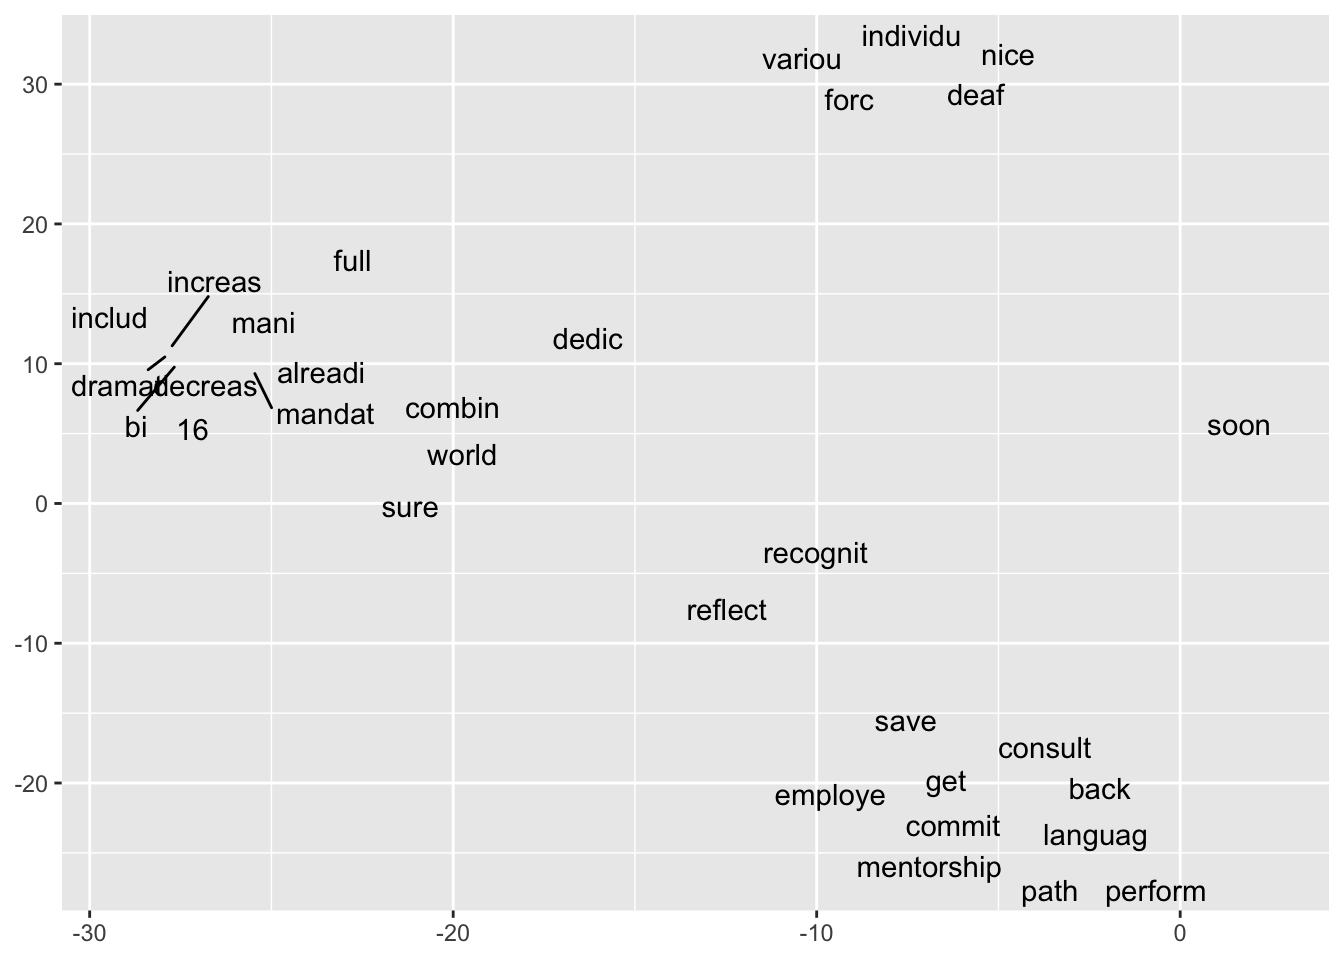 individu
nice
variou
30
deaf
forc
20
full
increas
includ
mani
dedic
10
alreadi
dramat
decreas
mandat
combin
bi
16
soon
world
0
sure
recognit
reflect
-10
save
consult
-20
get
back
employe
commit
languag
mentorship
path
perform
-30
-20
-10
0